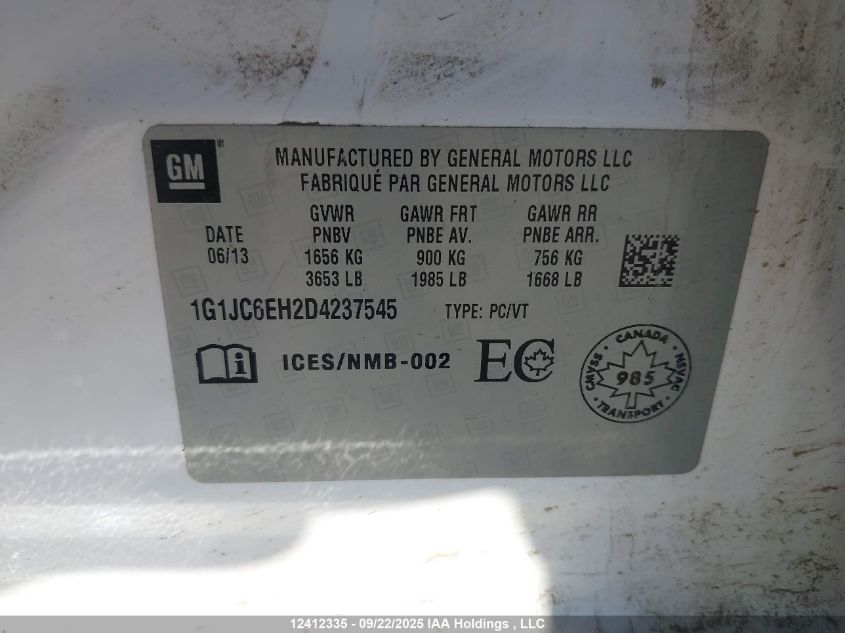 GM
MANUFACTURED BY GENERAL MOTORS LLC
FABRIQUÉ PAR GENERAL MOTORS LLC
GVWR GAWR FRT GAWR RR
DATE PNBV PNBE AV. PNBE ARR.
06/13 1656 KG 900 KG 756 KG
3653 LB 1985 LB 1668 LB
1G1JC6EH2D4237545 TYPE: PC/VT
i ICES/NMB-002 EC
CANADA
CMVSS 985 NSVAC
TRANSPORT
12412335 - 09/22/2025 IAA Holdings , LLC